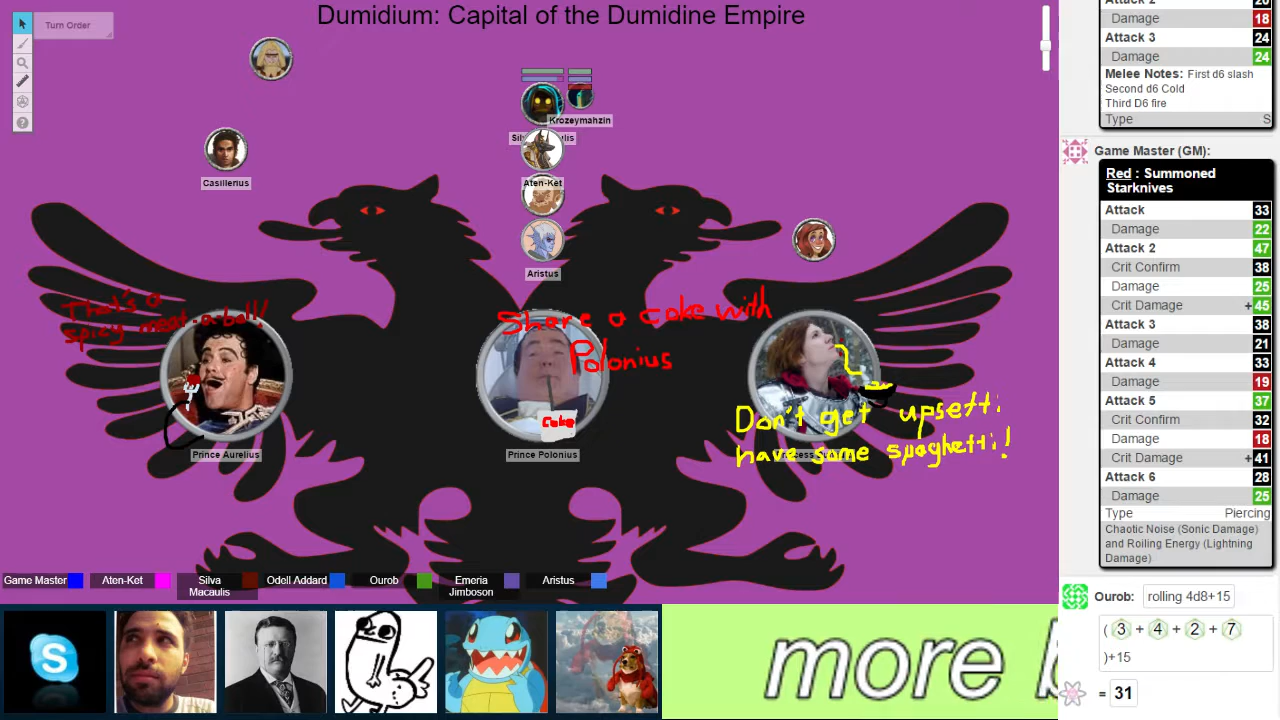 Dumidium: Capital of the Dumidine Empire
Turn Order
Krozeymahzin
Casillerius
Aten-Ket
Aristus
That's a
spicy meat-a-ball!
Share a coke with
Polonius
coke
Don't get upsetti
have some spaghetti!
Prince Aurelius
Prince Polonius
Game Master
Aten-Ket
Silva
Macaulis
Odell Addard
Ourob
Emeria
Jimboson
Aristus
S
more
Damage 18
Attack 3 24
Damage 24
Melee Notes: First d6 slash
Second d6 Cold
Third D6 fire
Type S
Game Master (GM):
Red : Summoned
Starknives
Attack 33
Damage 22
Attack 2 47
Crit Confirm 38
Damage 25
Crit Damage +45
Attack 3 38
Damage 21
Attack 4 33
Damage 19
Attack 5 37
Crit Confirm 32
Damage 18
Crit Damage +41
Attack 6 28
Damage 25
Type Piercing
Chaotic Noise (Sonic Damage)
and Roiling Energy (Lightning
Damage)
Ourob: rolling 4d8+15
(3+4+2+7
)+15
= 31